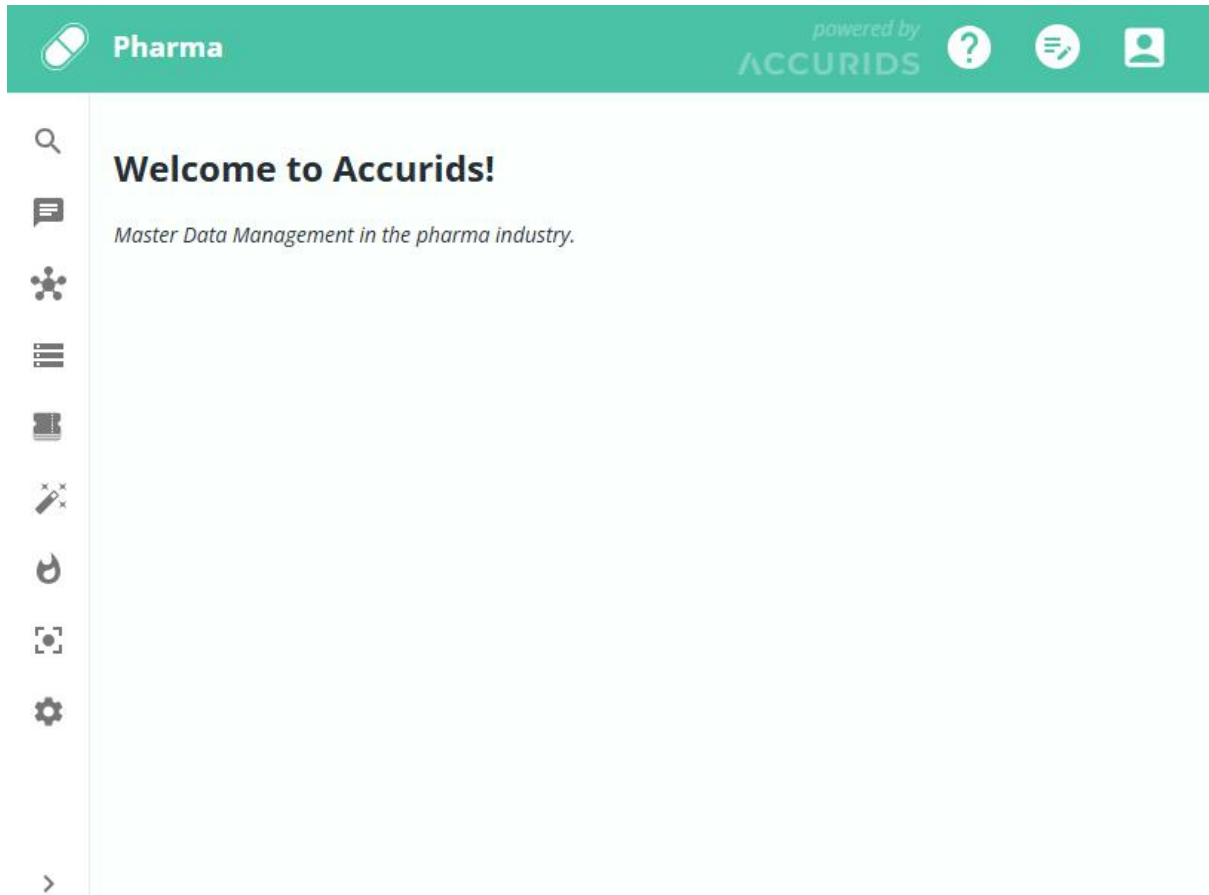 Pharma
powered by
ACCURIDS
Welcome to Accurids!
Master Data Management in the pharma industry.